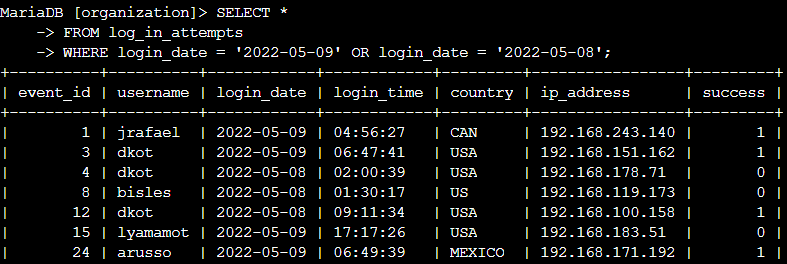 MariaDB [organization]> SELECT *
    -> FROM log_in_attempts
    -> WHERE login_date = '2022-05-09' OR login_date = '2022-05-08';
+----------+----------+------------+------------+---------+-----------------+---------+
| event_id | username | login_date | login_time | country | ip_address      | success |
+----------+----------+------------+------------+---------+-----------------+---------+
|        1 | jrafael  | 2022-05-09 | 04:56:27   | CAN     | 192.168.243.140 |       1 |
|        3 | dkot     | 2022-05-09 | 06:47:41   | USA     | 192.168.151.162 |       1 |
|        4 | dkot     | 2022-05-08 | 02:00:39   | USA     | 192.168.178.71  |       0 |
|        8 | bisles   | 2022-05-08 | 01:30:17   | US      | 192.168.119.173 |       0 |
|       12 | dkot     | 2022-05-08 | 09:11:34   | USA     | 192.168.100.158 |       1 |
|       15 | lyamamot | 2022-05-09 | 17:17:26   | USA     | 192.168.183.51  |       0 |
|       24 | arusso   | 2022-05-09 | 06:49:39   | MEXICO  | 192.168.171.192 |       1 |